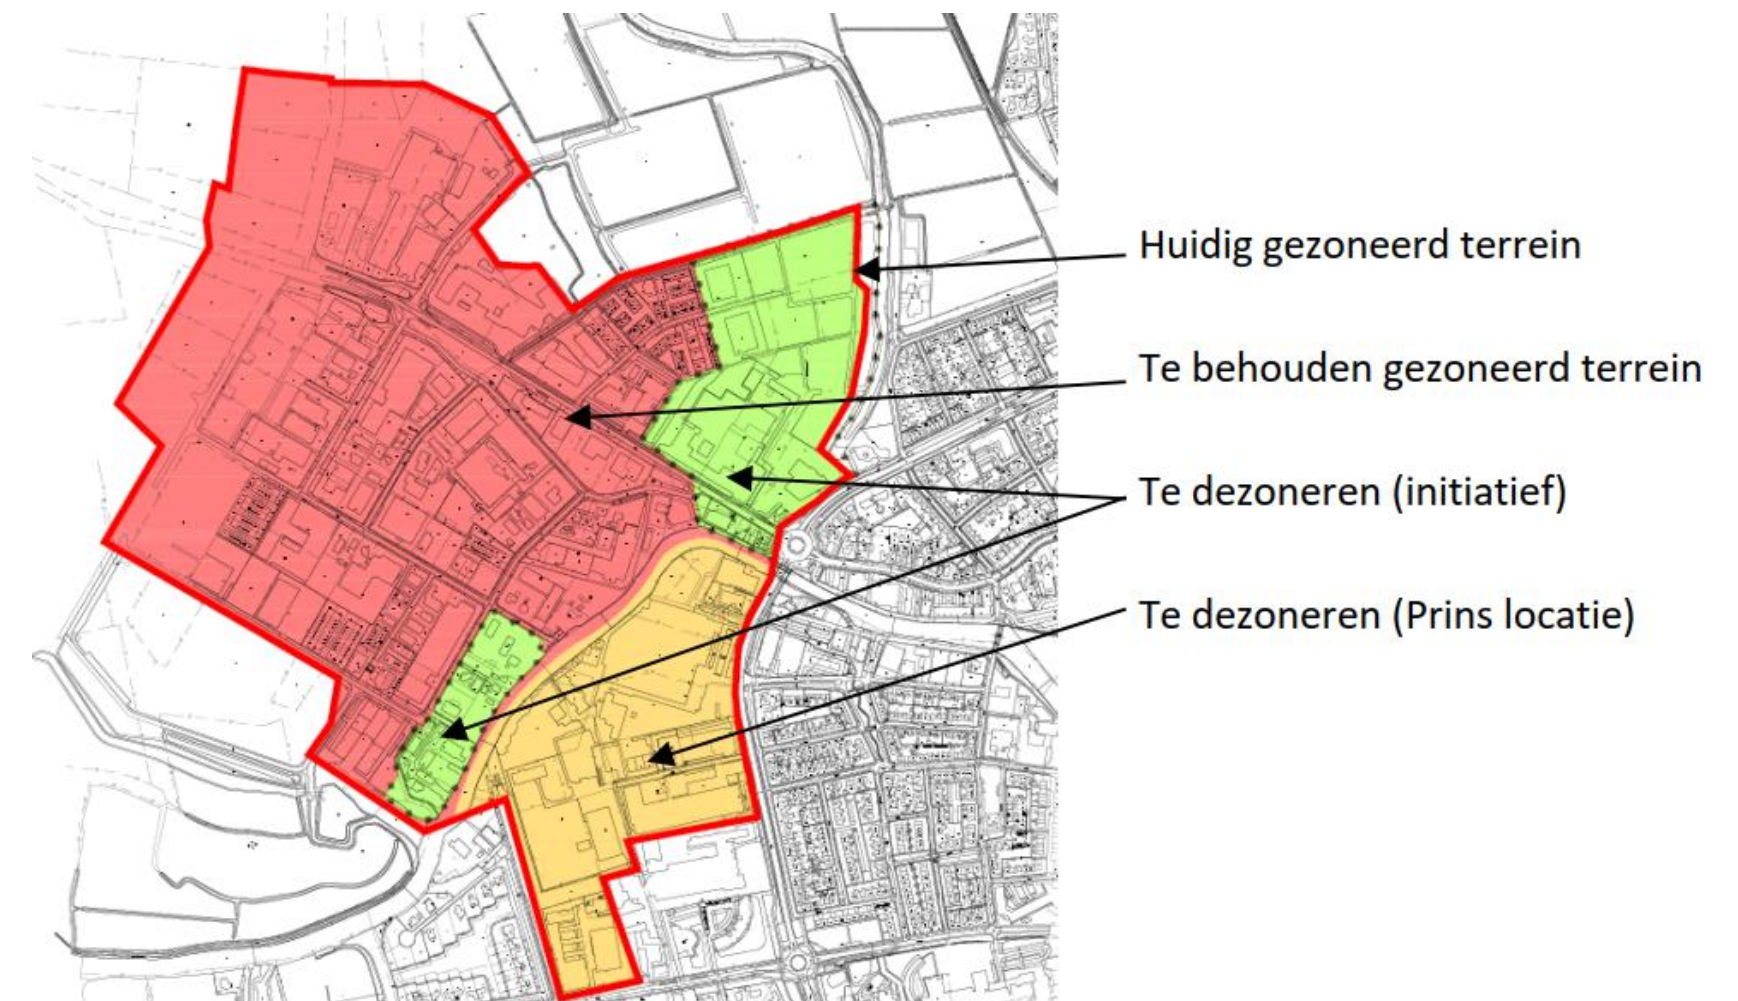 Huidig gezoneerd terrein
Te behouden gezoneerd terrein
Te dezoneren (initiatief)
Te dezoneren (Prins locatie)